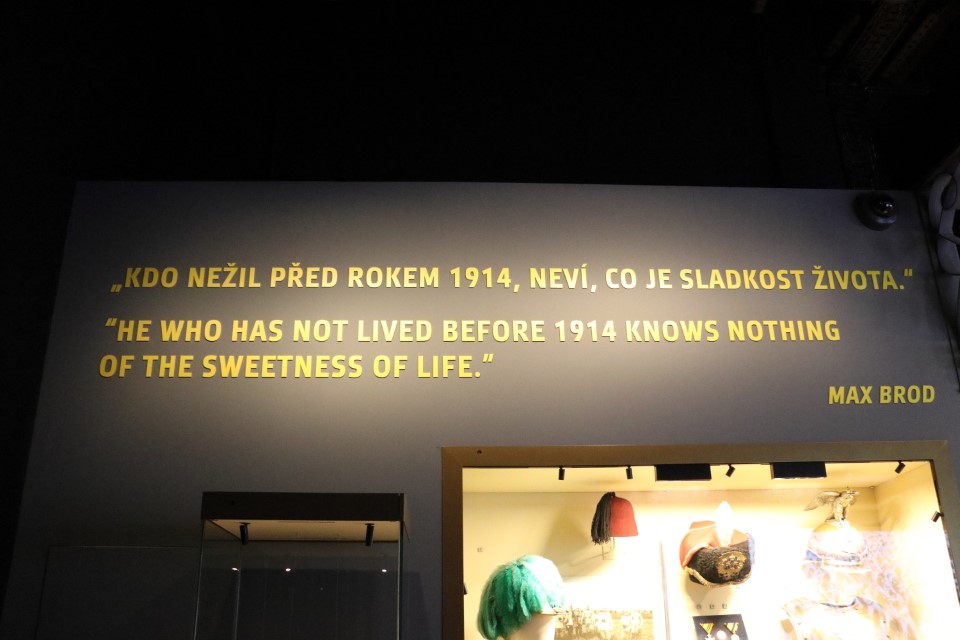 „KDO NEŽIL PŘED ROKEM 1914, NEVÍ, CO JE SLADKOST ŽIVOTA.“
“HE WHO HAS NOT LIVED BEFORE 1914 KNOWS NOTHING
OF THE SWEETNESS OF LIFE.”
MAX BROD